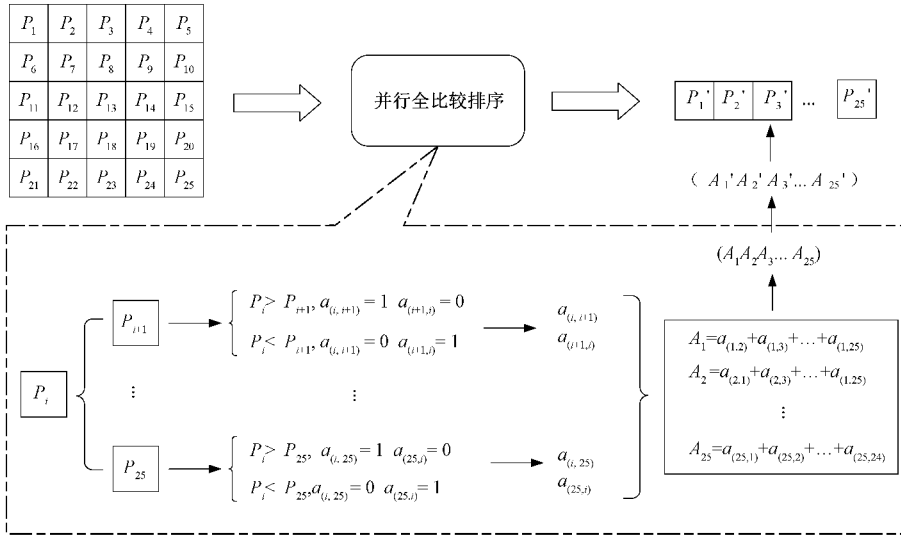 P₁ P₂ P₃ P₄ P₅
P₆ P₇ P₈ P₉ P₁₀
P₁₁ P₁₂ P₁₃ P₁₄ P₁₅
P₁₆ P₁₇ P₁₈ P₁₉ P₂₀
P₂₁ P₂₂ P₂₃ P₂₄ P₂₅
并行全比较排序
P₁' P₂' P₃' ... P₂₅'
( A₁'A₂'A₃'... A₂₅' )
(A₁A₂A₃... A₂₅)
Pᵢ
Pᵢ₊₁
⋮
P₂₅
Pᵢ> Pᵢ₊₁, a₍ᵢ, ᵢ₊₁₎ = 1 a₍ᵢ₊₁,ᵢ₎ = 0
Pᵢ< Pᵢ₊₁, a₍ᵢ, ᵢ₊₁₎ = 0 a₍ᵢ₊₁,ᵢ₎ = 1
⋮
Pᵢ> P₂₅, a₍ᵢ, ₂₅₎ = 1 a₍₂₅,ᵢ₎ = 0
Pᵢ< P₂₅, a₍ᵢ, ₂₅₎ = 0 a₍₂₅,ᵢ₎ = 1
a₍ᵢ, ᵢ₊₁₎
a₍ᵢ₊₁,ᵢ₎
a₍ᵢ, ₂₅₎
a₍₂₅,ᵢ₎
A₁=a₍₁.₂₎+a₍₁,₃₎+…+a₍₁,₂₅₎
A₂=a₍₂.₁₎+a₍₂,₃₎+…+a₍₁.₂₅₎
⋮
A₂₅=a₍₂₅,₁₎+a₍₂₅,₂₎+…+a₍₂₅,₂₄₎